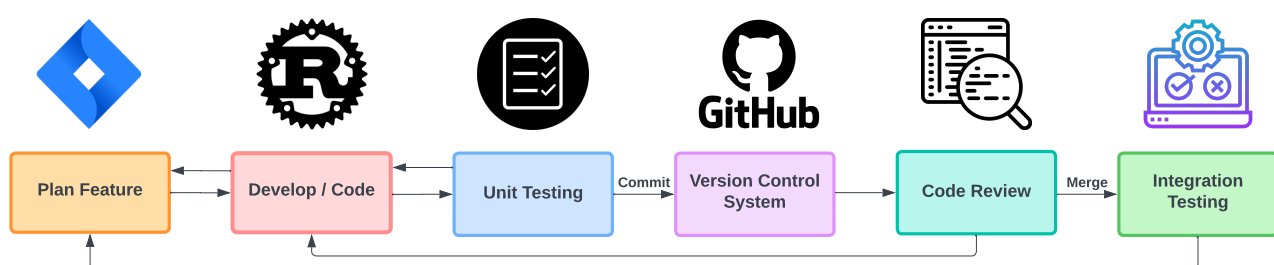 R
GitHub
Plan Feature
Develop / Code
Unit Testing
Commit
Version Control
System
Code Review
Merge
Integration
Testing